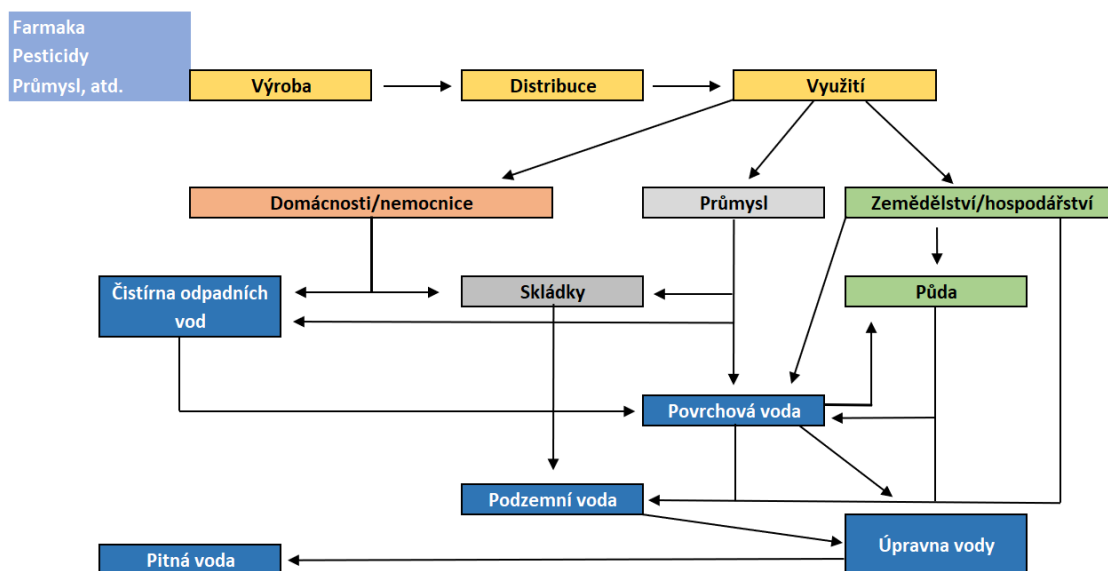 Farmaka
Pesticidy
Průmysl, atd.
Výroba
Distribuce
Využití
Domácnosti/nemocnice
Průmysl
Zemědělství/hospodářství
Čistírna odpadních
vod
Skládky
Půda
Povrchová voda
Podzemní voda
Úpravna vody
Pitná voda